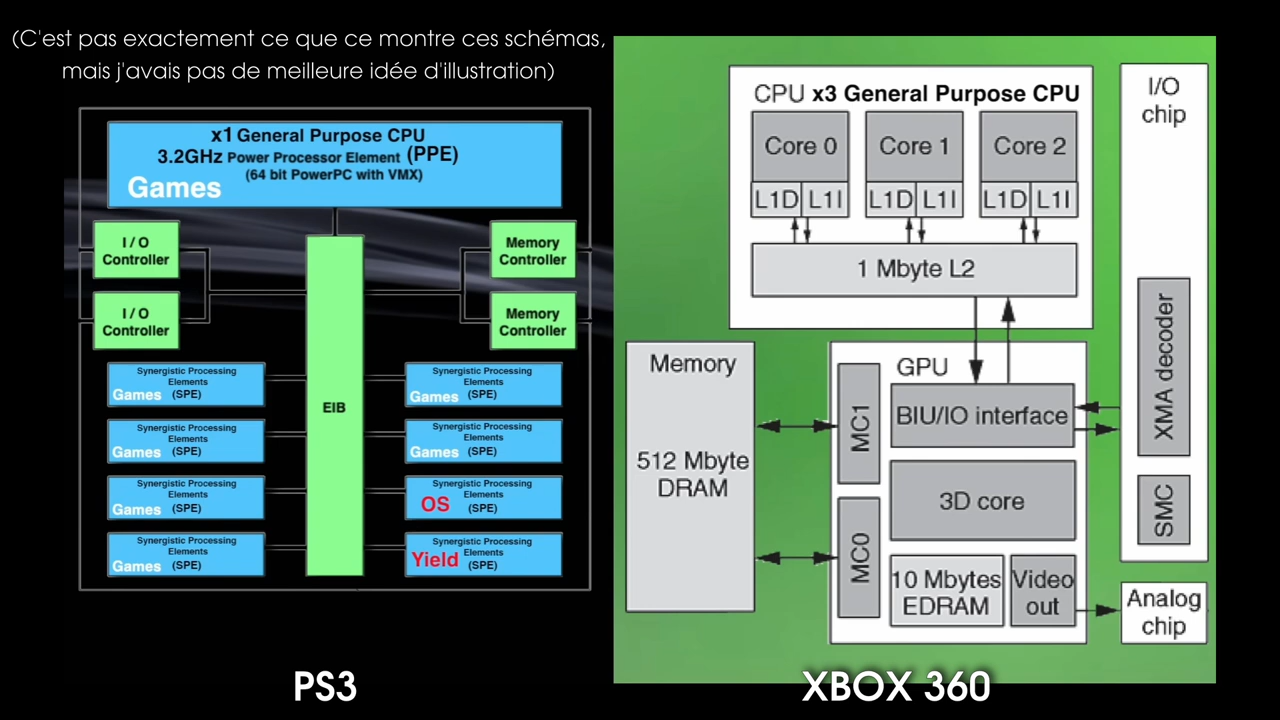 (C'est pas exactement ce que ce montre ces schémas,
mais j'avais pas de meilleure idée d'illustration)
x1 General Purpose CPU
3.2GHz Power Processor Element (PPE)
(64 bit PowerPC with VMX)
Games
I / O
Controller
Memory
Controller
I / O
Controller
Memory
Controller
EIB
Synergistic Processing
Elements
Games (SPE)
Synergistic Processing
Elements
Games (SPE)
Synergistic Processing
Elements
Games (SPE)
Synergistic Processing
Elements
Games (SPE)
Synergistic Processing
Elements
Games (SPE)
Synergistic Processing
Elements
Games (SPE)
Synergistic Processing
Elements
OS (SPE)
Synergistic Processing
Elements
Yield (SPE)
PS3
CPU x3 General Purpose CPU
Core 0
Core 1
Core 2
L1D L1I
L1D L1I
L1D L1I
1 Mbyte L2
I/O
chip
XMA decoder
SMC
Memory
512 Mbyte
DRAM
GPU
MC1
MC0
BIU/IO interface
3D core
10 Mbytes
EDRAM
Video
out
Analog
chip
XBOX 360